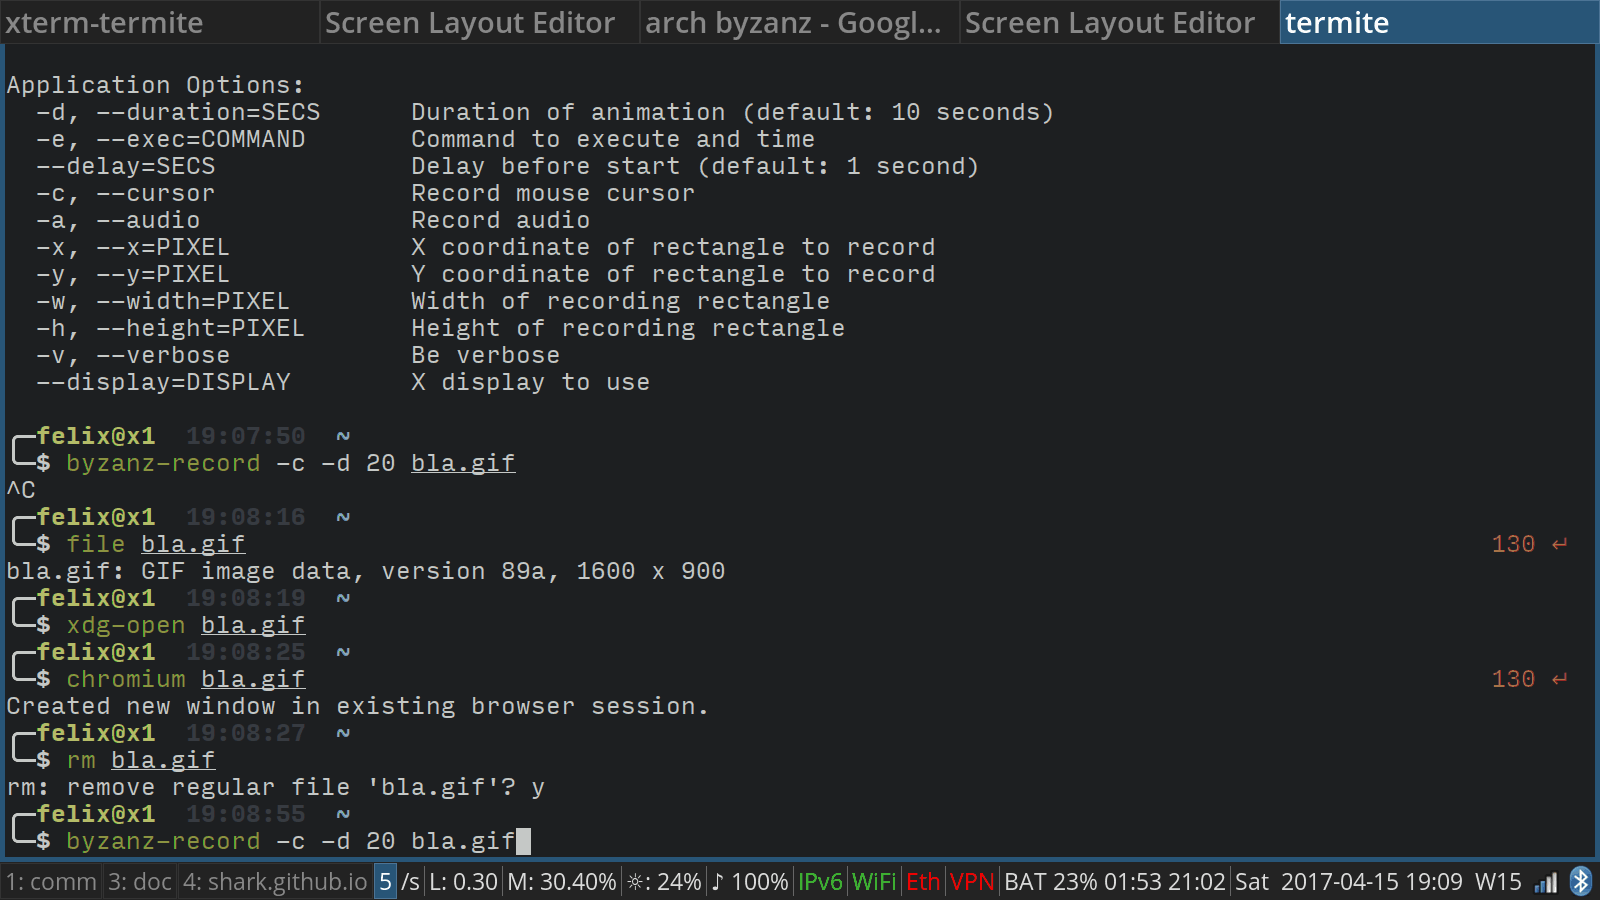 xterm-termite Screen Layout Editor arch byzanz - Googl... Screen Layout Editor termite
Application Options:
-d, --duration=SECS Duration of animation (default: 10 seconds)
-e, --exec=COMMAND Command to execute and time
--delay=SECS Delay before start (default: 1 second)
-c, --cursor Record mouse cursor
-a, --audio Record audio
-x, --x=PIXEL X coordinate of rectangle to record
-y, --y=PIXEL Y coordinate of rectangle to record
-w, --width=PIXEL Width of recording rectangle
-h, --height=PIXEL Height of recording rectangle
-v, --verbose Be verbose
--display=DISPLAY X display to use
felix@x1 19:07:50 ~
$ byzanz-record -c -d 20 bla.gif
^C
felix@x1 19:08:16 ~
$ file bla.gif 130 ↵
bla.gif: GIF image data, version 89a, 1600 x 900
felix@x1 19:08:19 ~
$ xdg-open bla.gif
felix@x1 19:08:25 ~
$ chromium bla.gif 130 ↵
Created new window in existing browser session.
felix@x1 19:08:27 ~
$ rm bla.gif
rm: remove regular file 'bla.gif'? y
felix@x1 19:08:55 ~
$ byzanz-record -c -d 20 bla.gif
1: comm 3: doc 4: shark.github.io 5 /s L: 0.30 M: 30.40% ☼: 24% ♪ 100% IPv6 WiFi Eth VPN BAT 23% 01:53 21:02 Sat 2017-04-15 19:09 W15